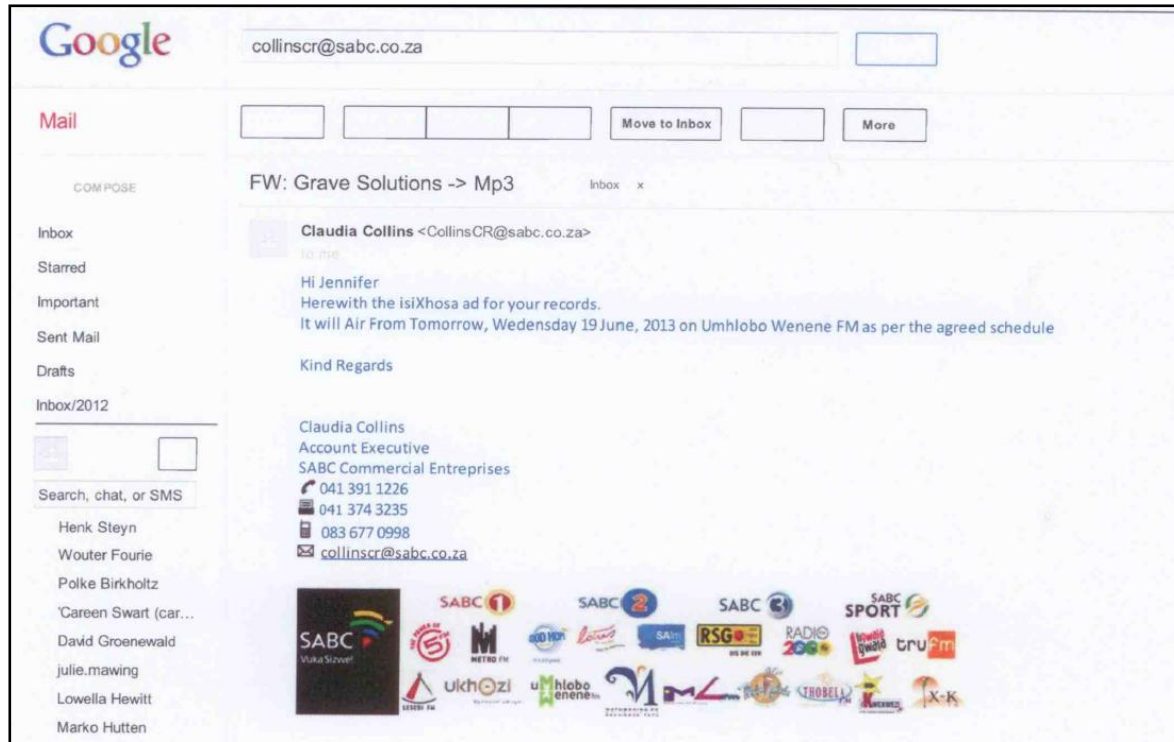 Google
collinscr@sabc.co.za
Mail
Move to Inbox
More
COMPOSE
FW: Grave Solutions -> Mp3
Inbox x
Inbox
Starred
Important
Sent Mail
Drafts
Inbox/2012
Search, chat, or SMS
Henk Steyn
Wouter Fourie
Polke Birkholtz
'Careen Swart (car...
David Groenewald
julie.mawing
Lowella Hewitt
Marko Hutten
Claudia Collins <CollinsCR@sabc.co.za>
to me
Hi Jennifer
Herewith the isiXhosa ad for your records.
It will Air From Tomorrow, Wedensday 19 June, 2013 on Umhlobo Wenene FM as per the agreed schedule
Kind Regards
Claudia Collins
Account Executive
SABC Commercial Entreprises
041 391 1226
041 374 3235
083 677 0998
collinscr@sabc.co.za
SABC
Vuka Sizwe!
SABC 1
SABC 2
SABC 3
SABC SPORT
5
METRO FM
lotus
SAfm
RSG
RADIO 2000
tru fm
LESEDI FM
ukhozi
umhlobo wenene fm
THOBELA
X-K